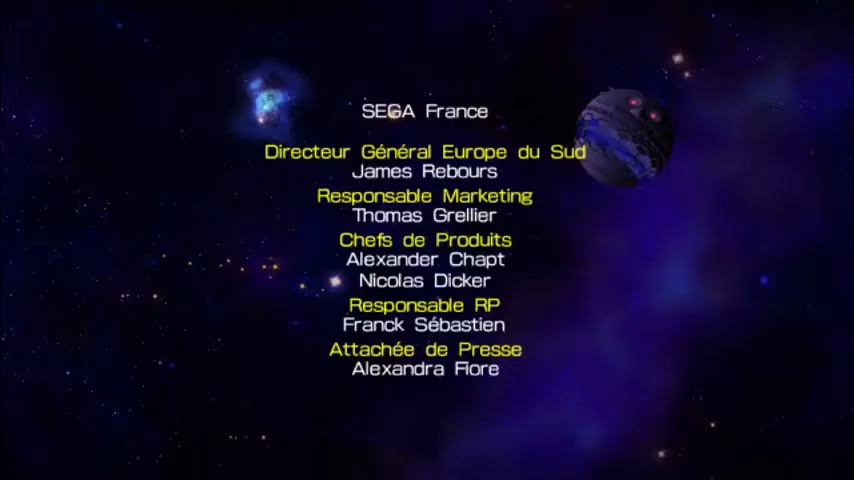 SEGA France
Directeur Général Europe du Sud
James Rebours
Responsable Marketing
Thomas Grellier
Chefs de Produits
Alexander Chapt
Nicolas Dicker
Responsable RP
Franck Sébastien
Attachée de Presse
Alexandra Fiore